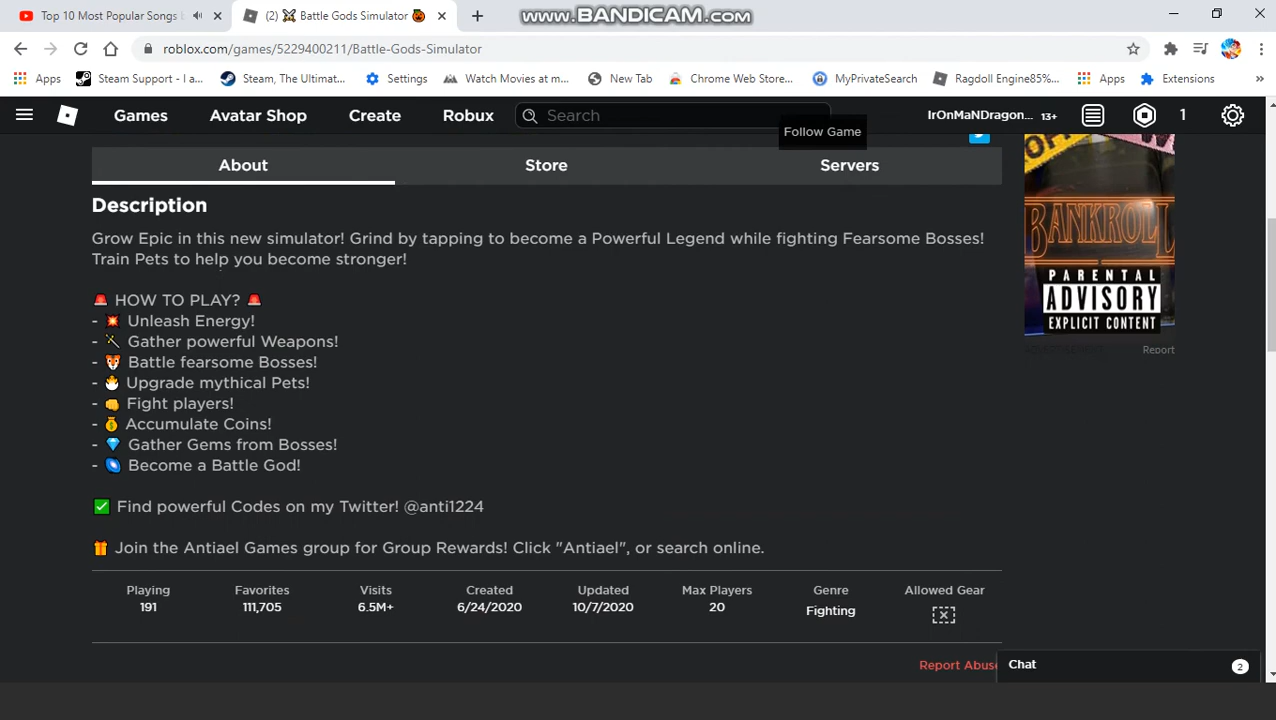 Top 10 Most Popular Songs
(2) ⚔ Battle Gods Simulator 🎃
www.BANDICAM.com
roblox.com/games/5229400211/Battle-Gods-Simulator
Apps Steam Support - I a... Steam, The Ultimat... Settings Watch Movies at m... New Tab Chrome Web Store... MyPrivateSearch Ragdoll Engine85%... Apps Extensions »
Games Avatar Shop Create Robux Search IrOnMaNDragon... 13+ 1
Follow Game
About Store Servers
Description
Grow Epic in this new simulator! Grind by tapping to become a Powerful Legend while fighting Fearsome Bosses!
Train Pets to help you become stronger!
🚨 HOW TO PLAY? 🚨
- 💥 Unleash Energy!
- 🗡 Gather powerful Weapons!
- 🐯 Battle fearsome Bosses!
- 🐣 Upgrade mythical Pets!
- 👊 Fight players!
- 💰 Accumulate Coins!
- 💎 Gather Gems from Bosses!
- 🌀 Become a Battle God!
✅ Find powerful Codes on my Twitter! @anti1224
🎁 Join the Antiael Games group for Group Rewards! Click "Antiael", or search online.
Playing Favorites Visits Created Updated Max Players Genre Allowed Gear
191 111,705 6.5M+ 6/24/2020 10/7/2020 20 Fighting
Report Abuse
BANKROLL
PARENTAL
ADVISORY
EXPLICIT CONTENT
Report
Chat 2